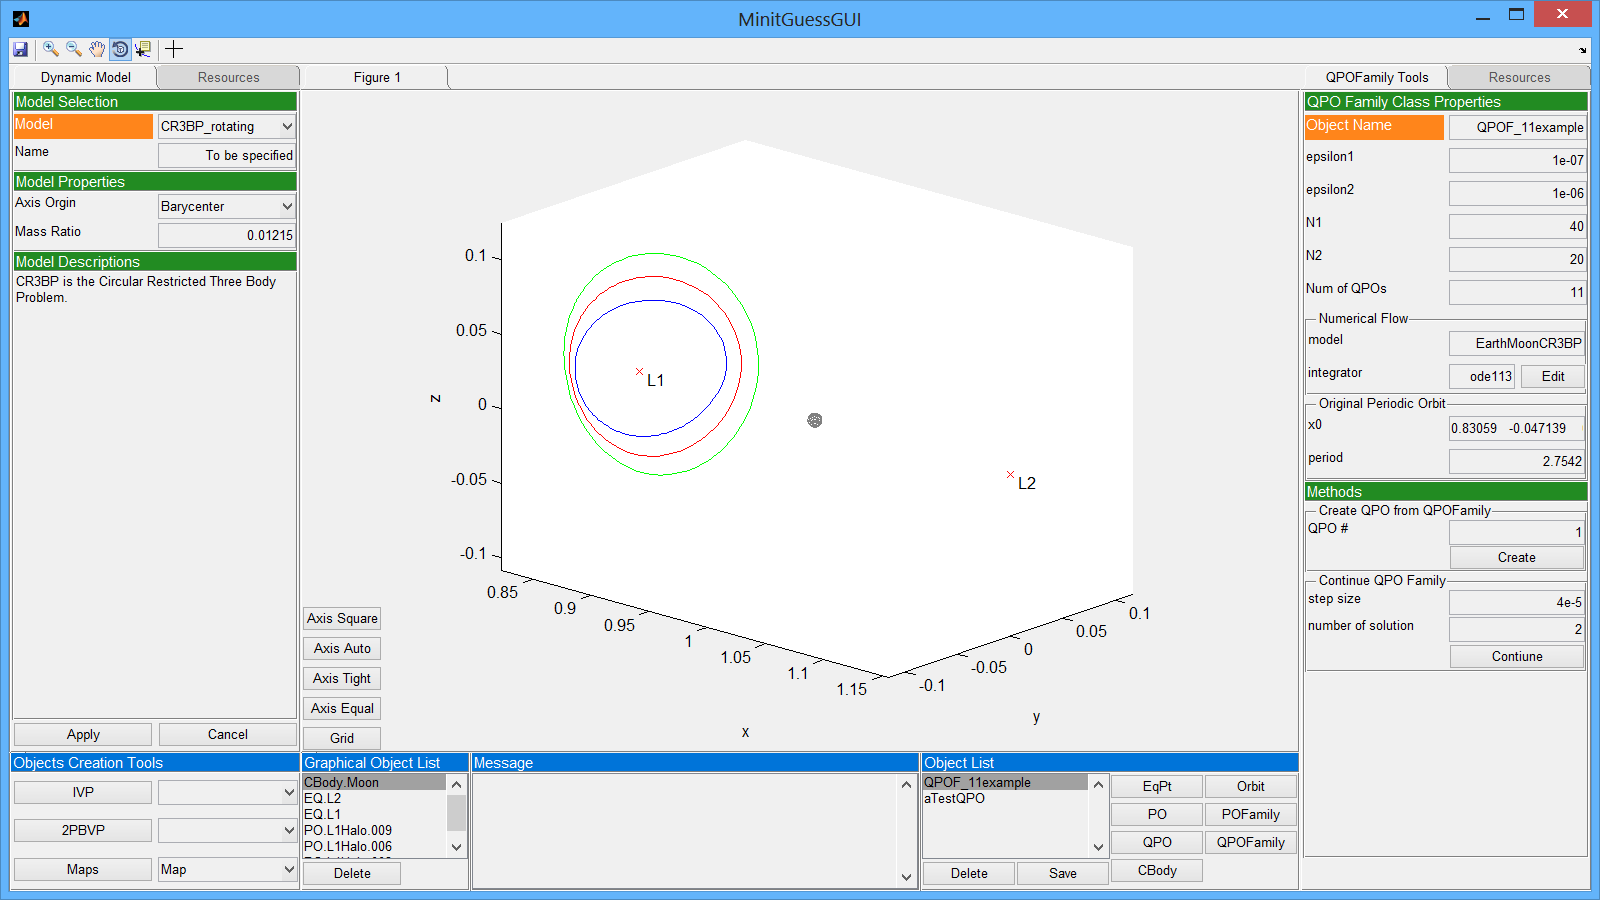 MinitGuessGUI
Dynamic Model
Resources
Figure 1
QPOFamily Tools
Resources
Model Selection
Model
CR3BP_rotating
Name
To be specified
Model Properties
Axis Orgin
Barycenter
Mass Ratio
0.01215
Model Descriptions
CR3BP is the Circular Restricted Three Body
Problem.
Apply
Cancel
0.1
0.05
0
-0.05
-0.1
z
L1
L2
0.85
0.9
0.95
1
1.05
1.1
1.15
x
-0.1
-0.05
0
0.05
0.1
y
Axis Square
Axis Auto
Axis Tight
Axis Equal
Grid
QPO Family Class Properties
Object Name
QPOF_11example
epsilon1
1e-07
epsilon2
1e-06
N1
40
N2
20
Num of QPOs
11
Numerical Flow
model
EarthMoonCR3BP
integrator
ode113
Edit
Original Periodic Orbit
x0
0.83059 -0.047139
period
2.7542
Methods
Create QPO from QPOFamily
QPO #
1
Create
Continue QPO Family
step size
4e-5
number of solution
2
Contiune
Objects Creation Tools
IVP
2PBVP
Maps
Map
Graphical Object List
CBody.Moon
EQ.L2
EQ.L1
PO.L1Halo.009
PO.L1Halo.006
Delete
Message
Object List
QPOF_11example
aTestQPO
Delete
Save
EqPt
Orbit
PO
POFamily
QPO
QPOFamily
CBody